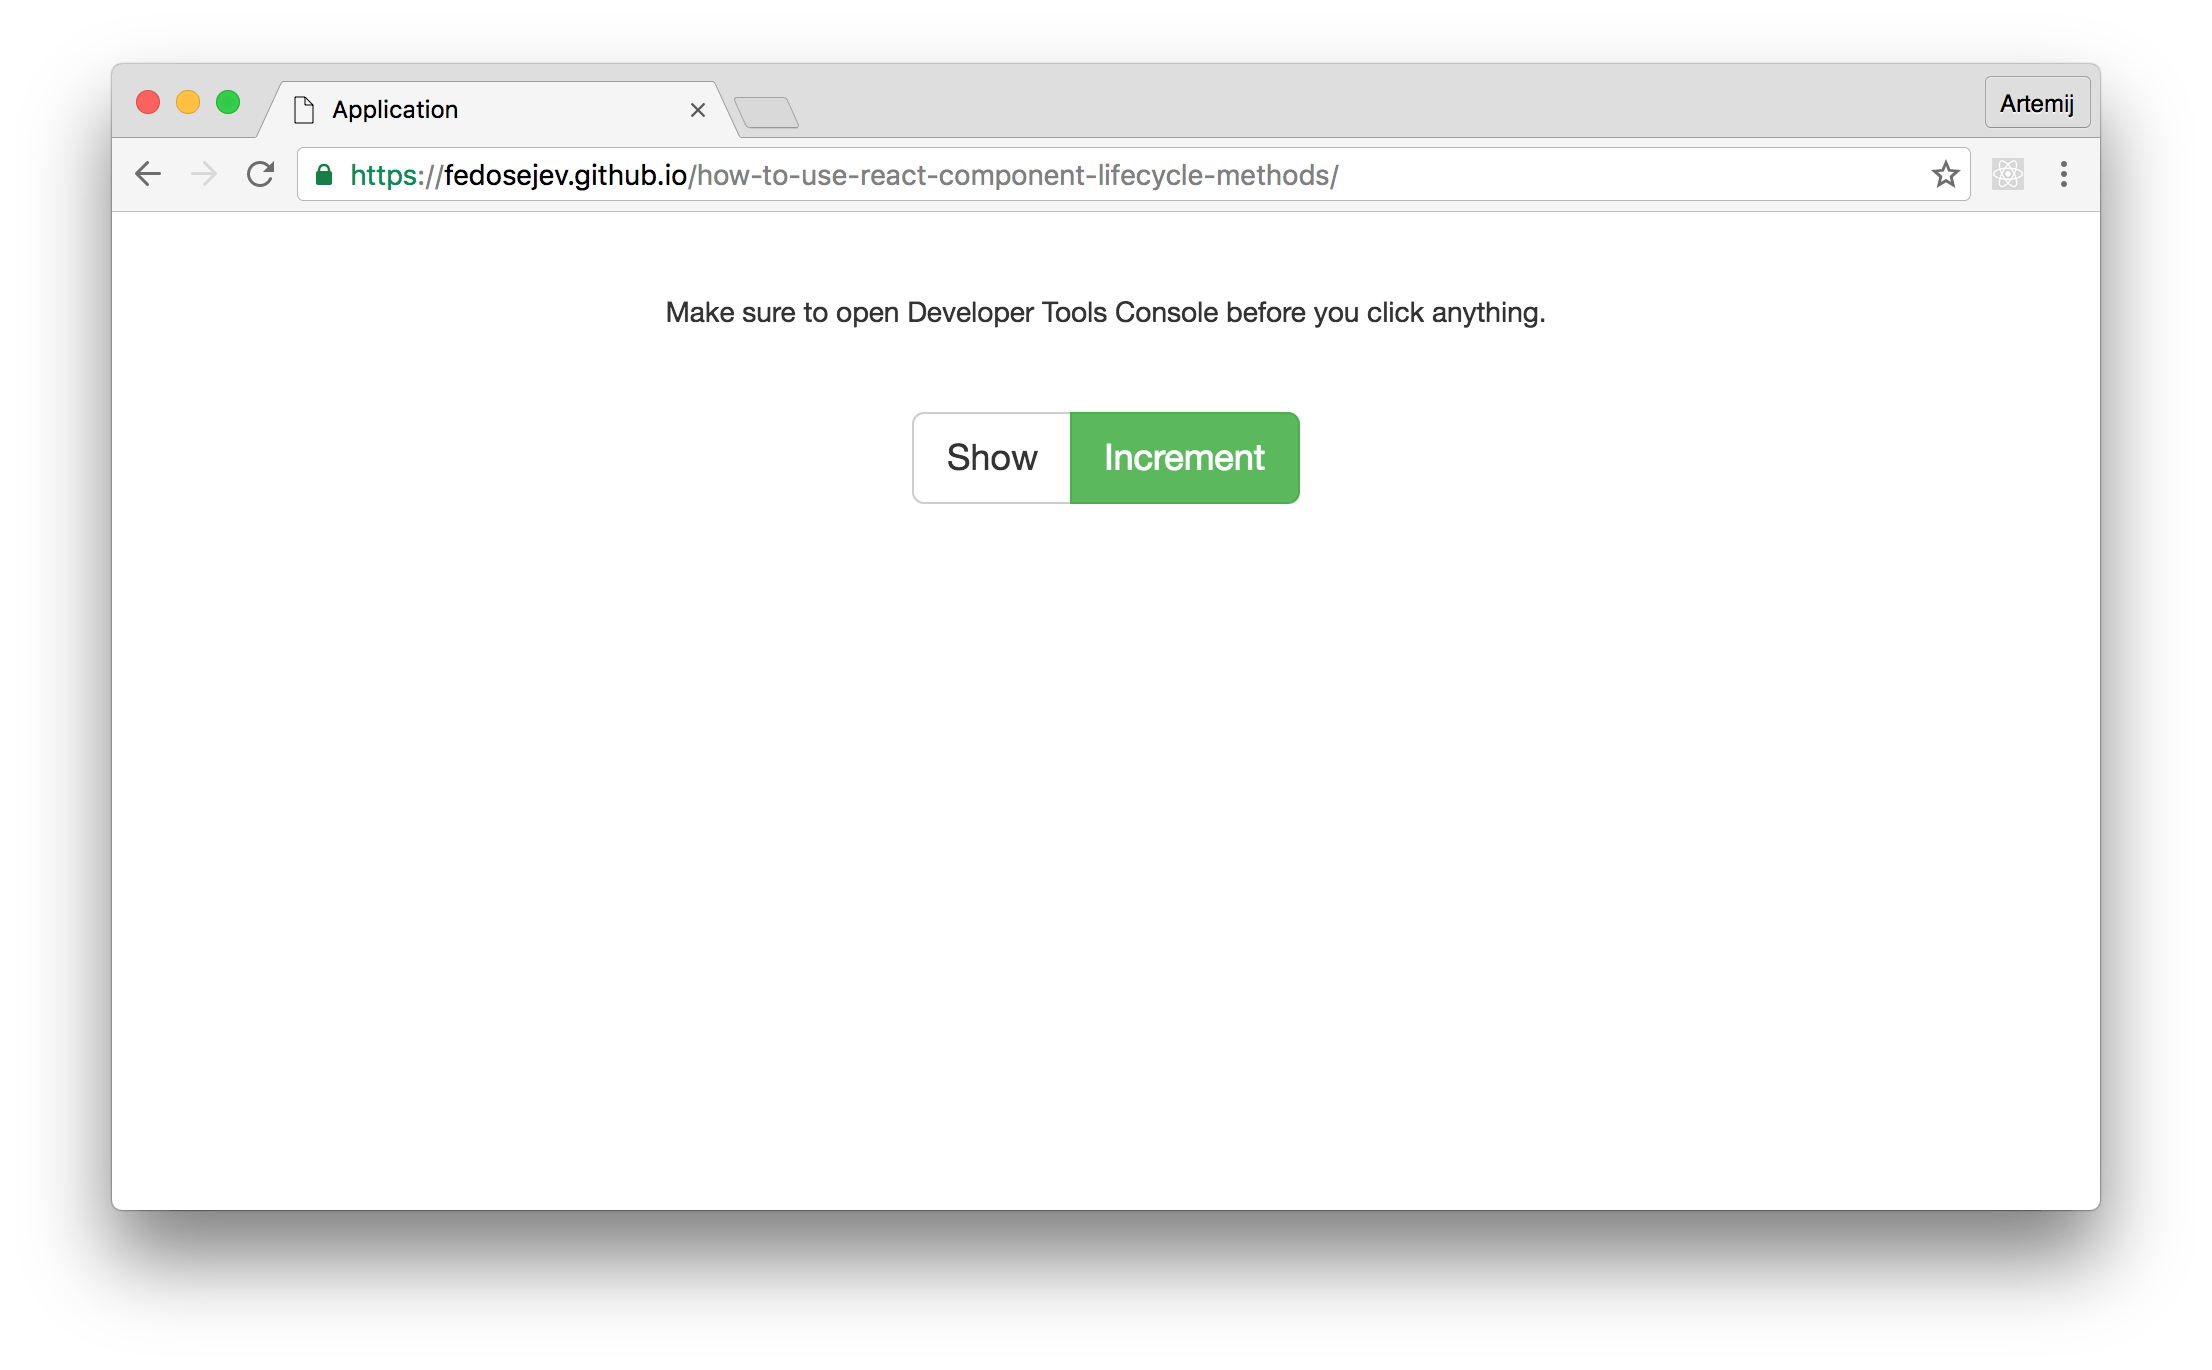 Application
Artemij
https://fedosejev.github.io/how-to-use-react-component-lifecycle-methods/
Make sure to open Developer Tools Console before you click anything.
Show
Increment